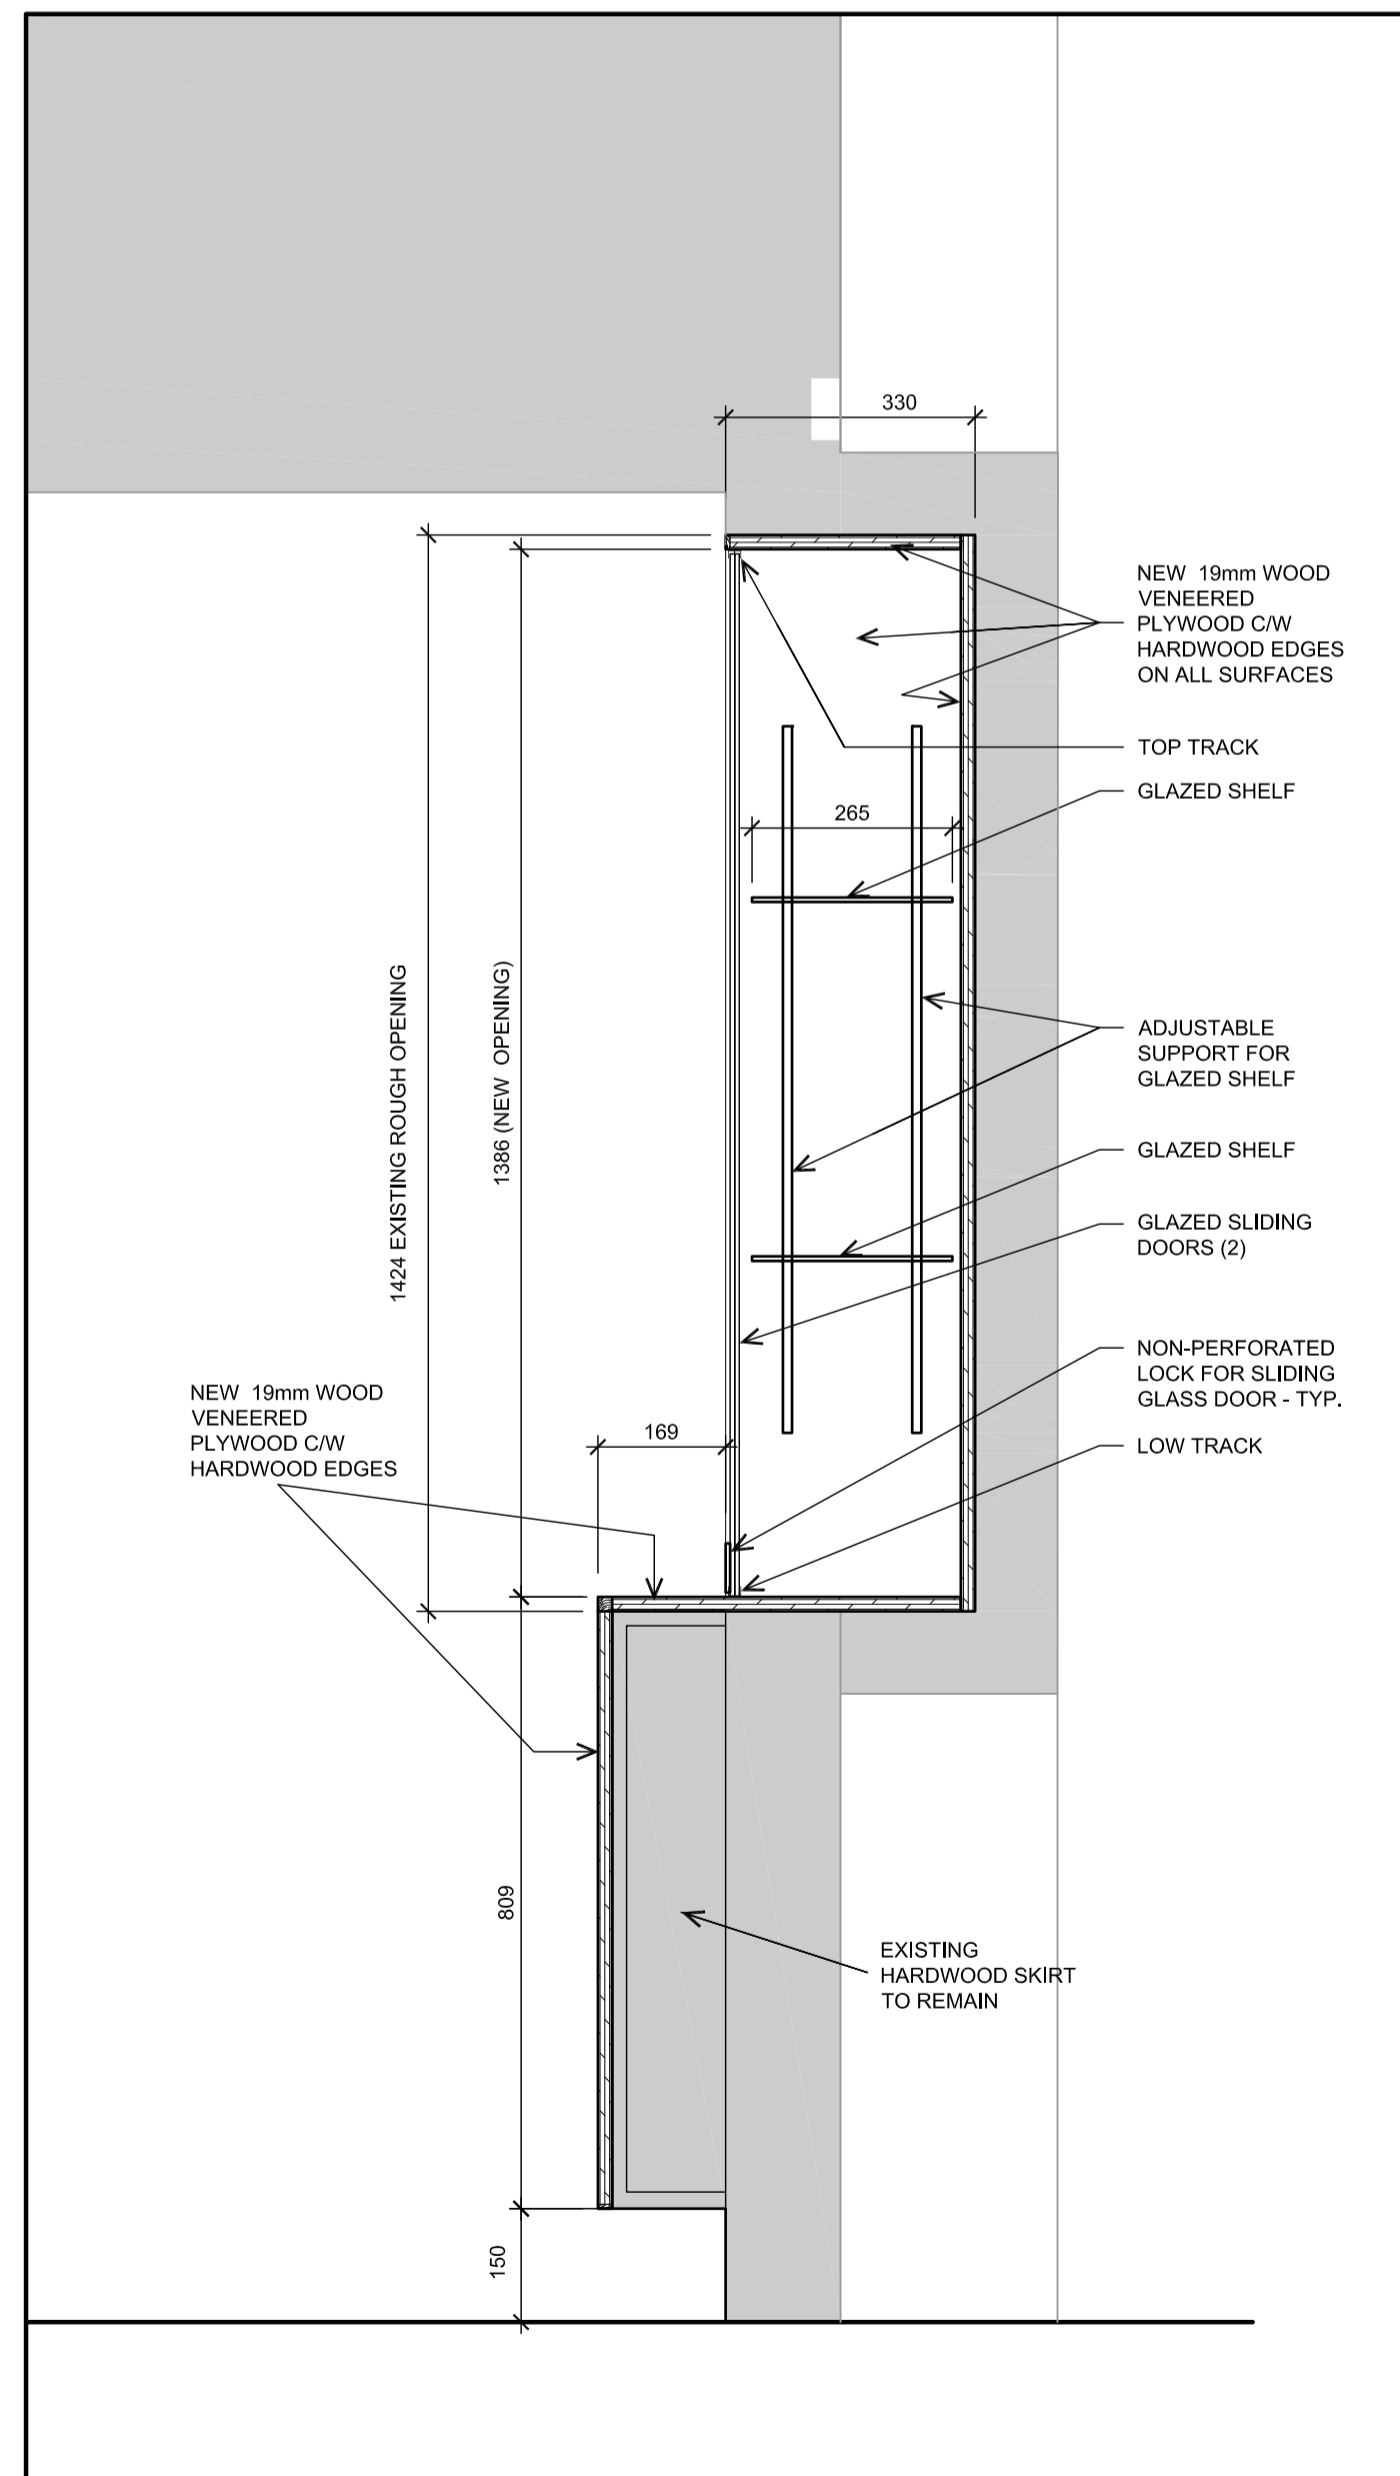 330
NEW 19mm WOOD
VENEERED
PLYWOOD C/W
HARDWOOD EDGES
ON ALL SURFACES
TOP TRACK
GLAZED SHELF
265
1424 EXISTING ROUGH OPENING
1386 (NEW OPENING)
ADJUSTABLE
SUPPORT FOR
GLAZED SHELF
GLAZED SHELF
GLAZED SLIDING
DOORS (2)
NON-PERFORATED
LOCK FOR SLIDING
GLASS DOOR - TYP.
LOW TRACK
NEW 19mm WOOD
VENEERED
PLYWOOD C/W
HARDWOOD EDGES
169
809
EXISTING
HARDWOOD SKIRT
TO REMAIN
150